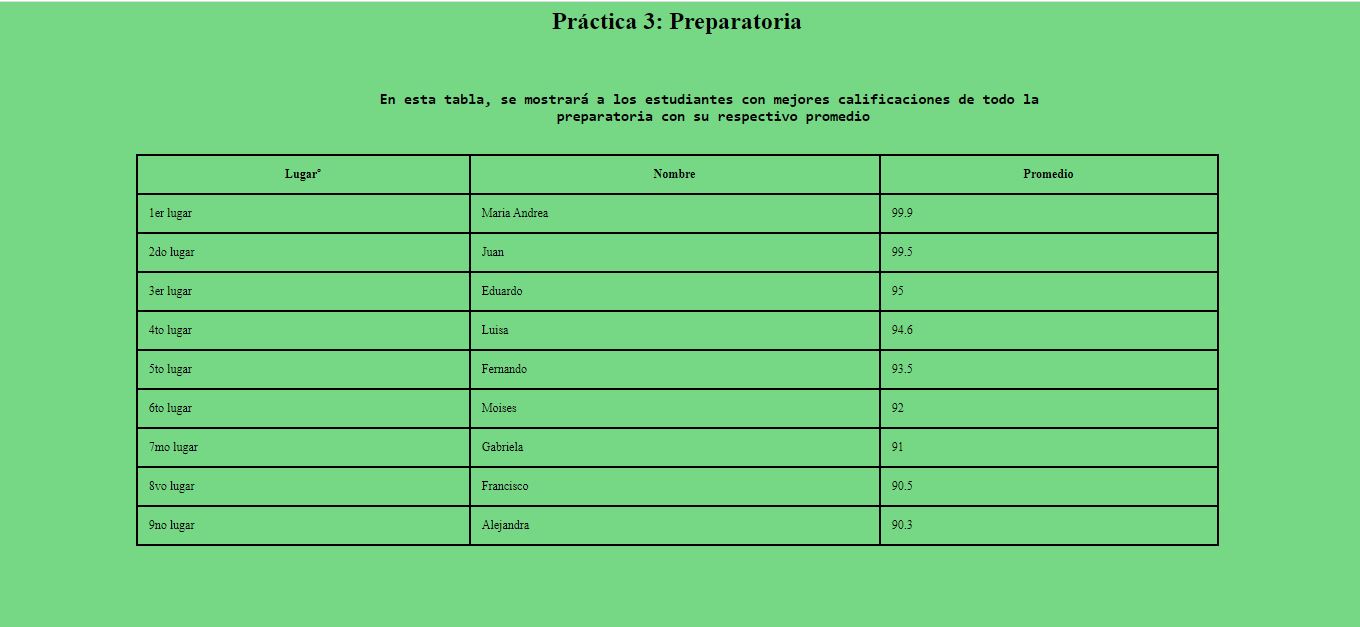 Práctica 3: Preparatoria
En esta tabla, se mostrará a los estudiantes con mejores calificaciones de todo la
preparatoria con su respectivo promedio
Lugar° Nombre Promedio
1er lugar Maria Andrea 99.9
2do lugar Juan 99.5
3er lugar Eduardo 95
4to lugar Luisa 94.6
5to lugar Fernando 93.5
6to lugar Moises 92
7mo lugar Gabriela 91
8vo lugar Francisco 90.5
9no lugar Alejandra 90.3